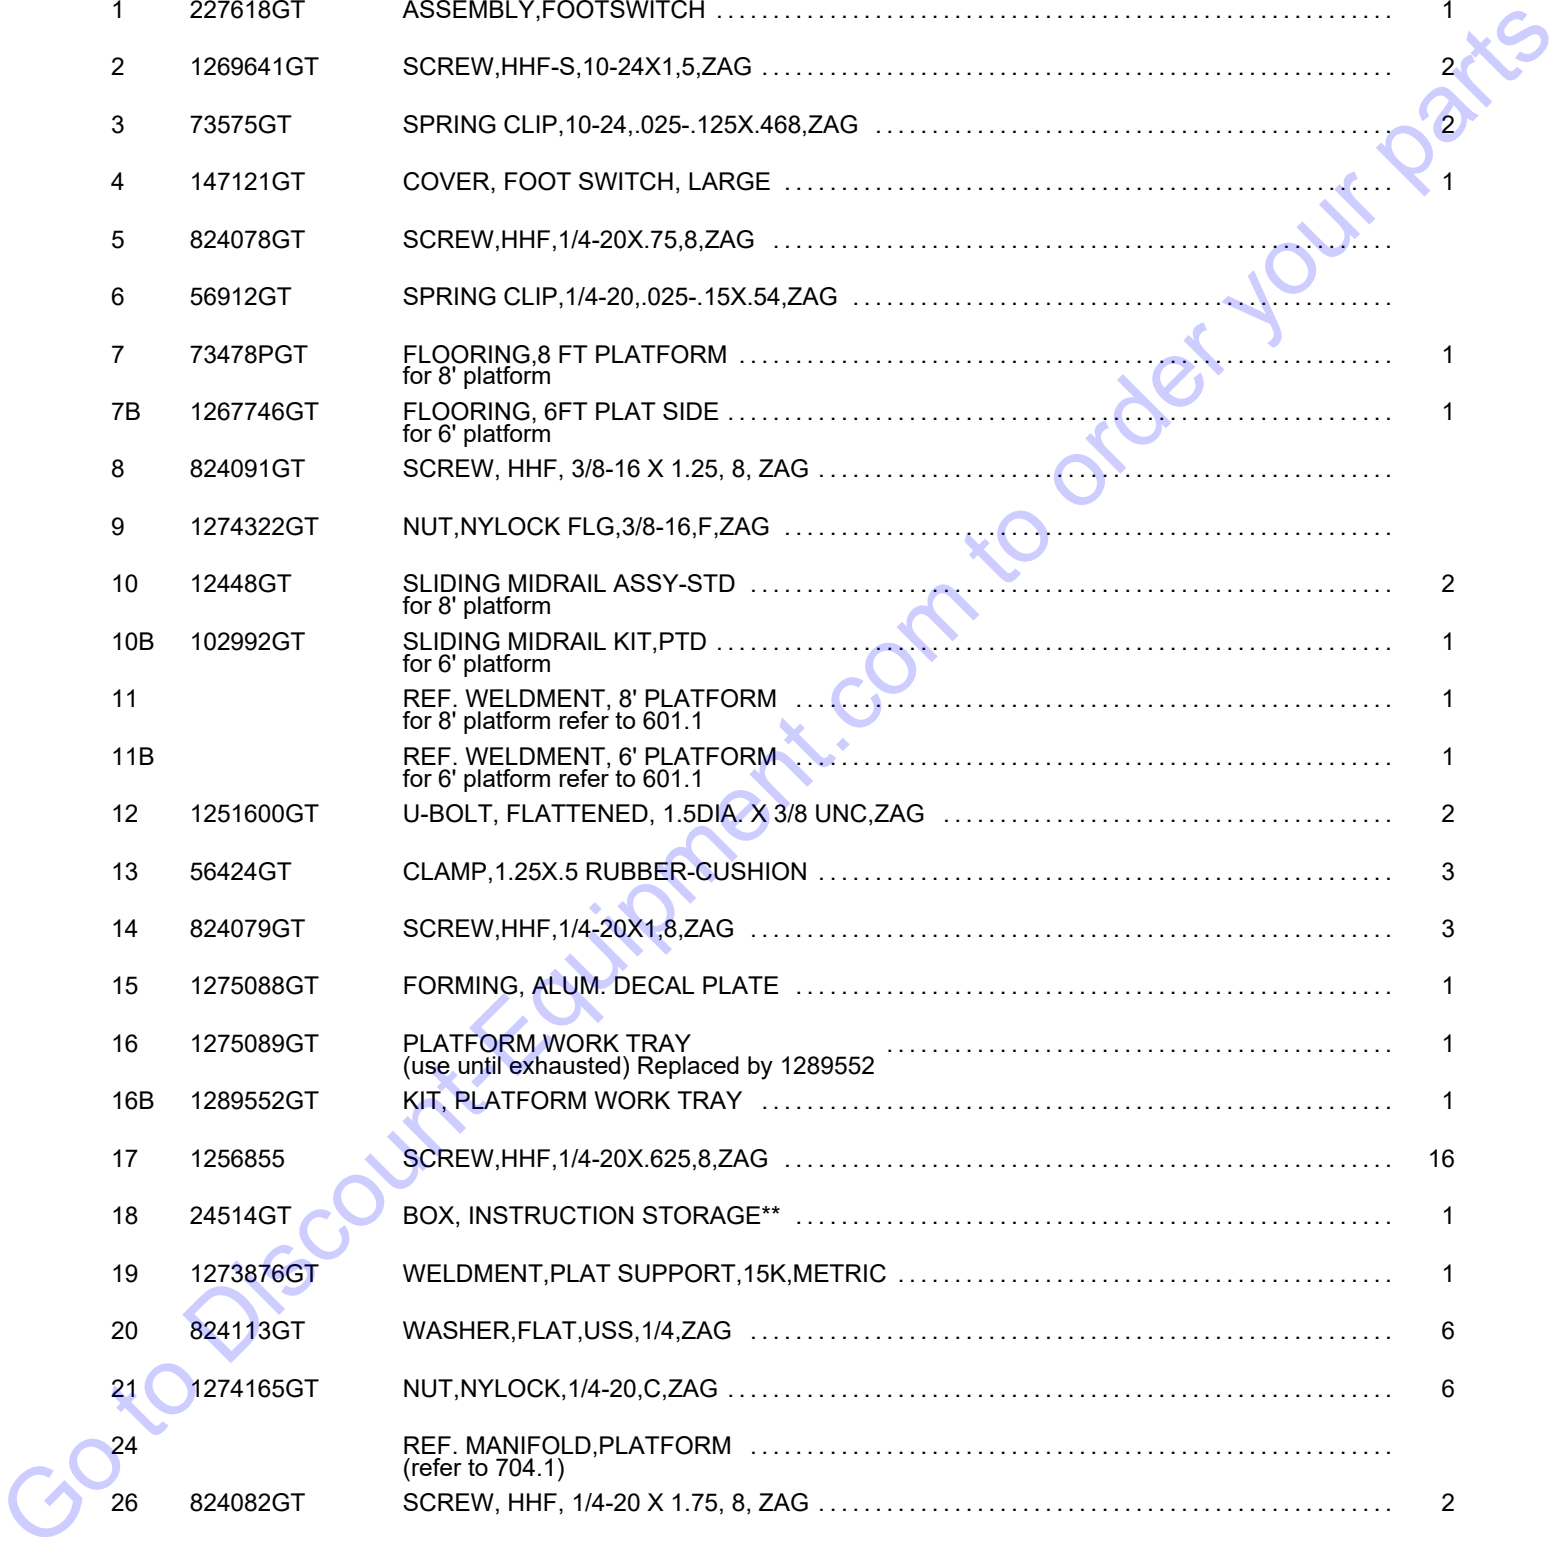 1 227618GT ASSEMBLY,FOOTSWITCH ........ 1
2 1269641GT SCREW,HHF-S,10-24X1,5,ZAG ........ 2
3 73575GT SPRING CLIP,10-24,.025-.125X.468,ZAG ........ 2
4 147121GT COVER, FOOT SWITCH, LARGE ........ 1
5 824078GT SCREW,HHF,1/4-20X.75,8,ZAG ........
6 56912GT SPRING CLIP,1/4-20,.025-.15X.54,ZAG ........
7 73478PGT FLOORING,8 FT PLATFORM ........ 1
for 8' platform
7B 1267746GT FLOORING, 6FT PLAT SIDE ........ 1
for 6' platform
8 824091GT SCREW, HHF, 3/8-16 X 1.25, 8, ZAG ........
9 1274322GT NUT,NYLOCK FLG,3/8-16,F,ZAG ........
10 12448GT SLIDING MIDRAIL ASSY-STD ........ 2
for 8' platform
10B 102992GT SLIDING MIDRAIL KIT,PTD ........ 1
for 6' platform
11 REF. WELDMENT, 8' PLATFORM ........ 1
for 8' platform refer to 601.1
11B REF. WELDMENT, 6' PLATFORM ........ 1
for 6' platform refer to 601.1
12 1251600GT U-BOLT, FLATTENED, 1.5DIA. X 3/8 UNC,ZAG ........ 2
13 56424GT CLAMP,1.25X.5 RUBBER-CUSHION ........ 3
14 824079GT SCREW,HHF,1/4-20X1,8,ZAG ........ 3
15 1275088GT FORMING, ALUM. DECAL PLATE ........ 1
16 1275089GT PLATFORM WORK TRAY ........ 1
(use until exhausted) Replaced by 1289552
16B 1289552GT KIT, PLATFORM WORK TRAY ........ 1
17 1256855 SCREW,HHF,1/4-20X.625,8,ZAG ........ 16
18 24514GT BOX, INSTRUCTION STORAGE** ........ 1
19 1273876GT WELDMENT,PLAT SUPPORT,15K,METRIC ........ 1
20 824113GT WASHER,FLAT,USS,1/4,ZAG ........ 6
21 1274165GT NUT,NYLOCK,1/4-20,C,ZAG ........ 6
24 REF. MANIFOLD,PLATFORM ........
(refer to 704.1)
26 824082GT SCREW, HHF, 1/4-20 X 1.75, 8, ZAG ........ 2
Go to Discount-Equipment.com to order your parts